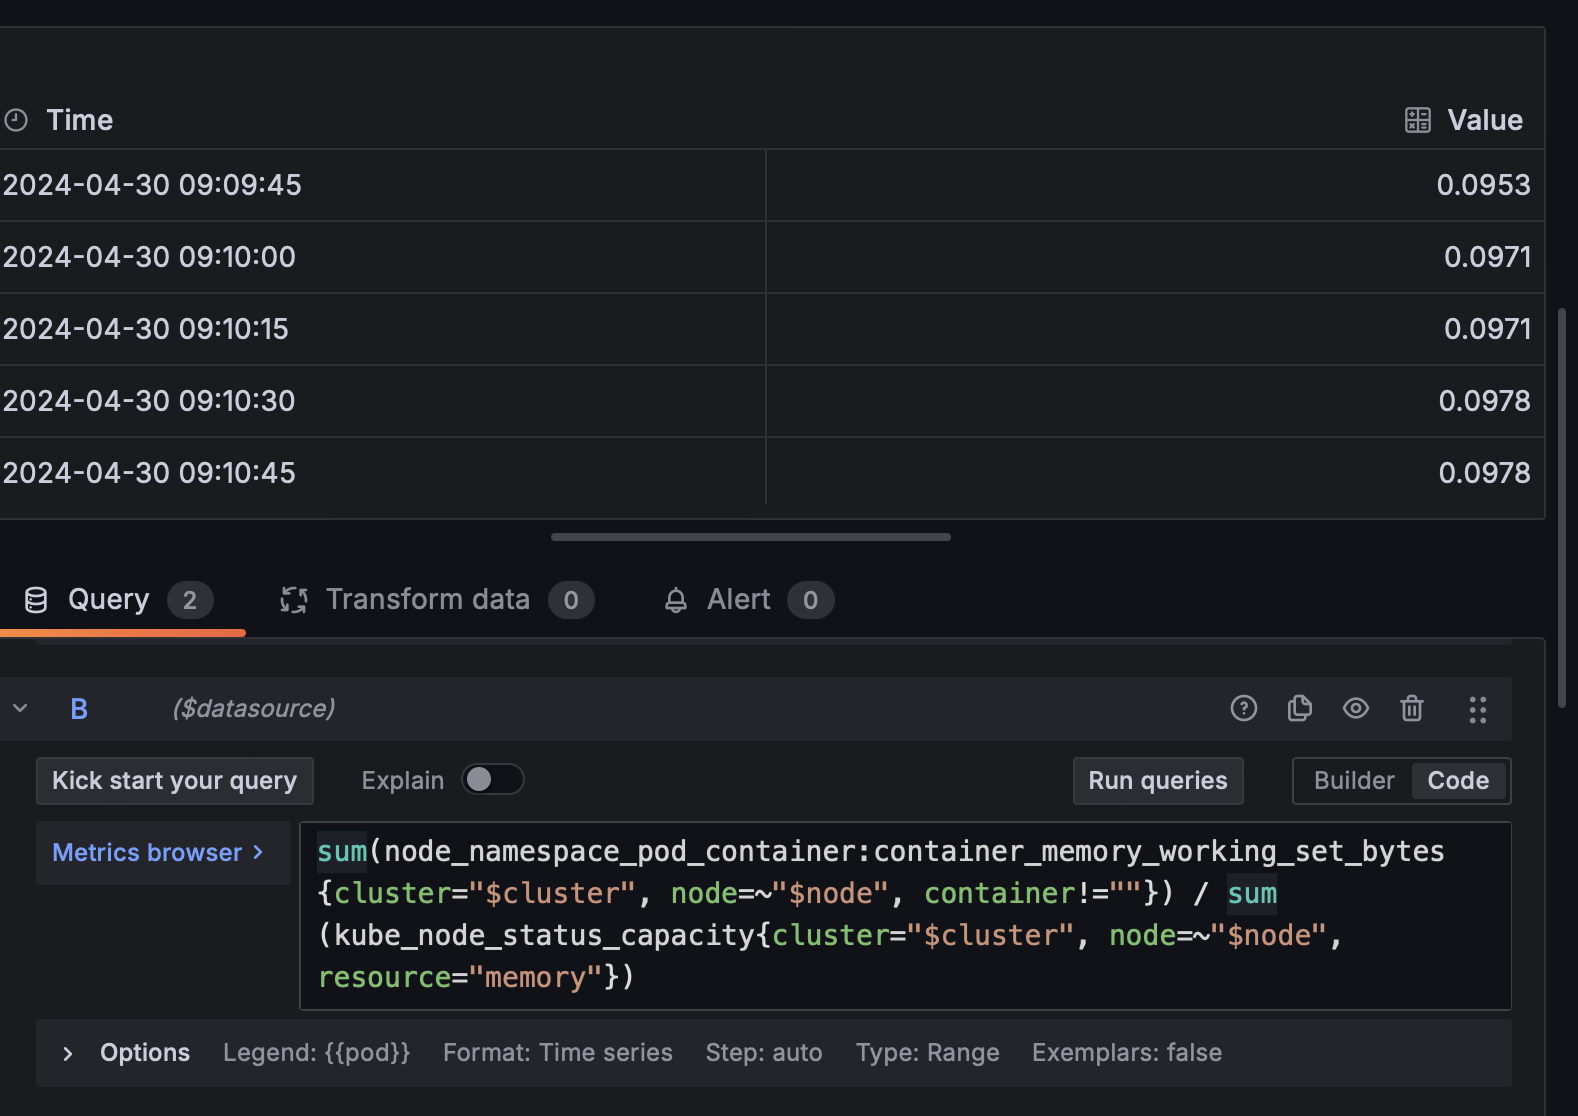 Time Value
2024-04-30 09:09:45 0.0953
2024-04-30 09:10:00 0.0971
2024-04-30 09:10:15 0.0971
2024-04-30 09:10:30 0.0978
2024-04-30 09:10:45 0.0978
Query 2 Transform data 0 Alert 0
B ($datasource)
Kick start your query Explain Run queries Builder Code
Metrics browser >
sum(node_namespace_pod_container:container_memory_working_set_bytes
{cluster="$cluster", node=~"$node", container!=""}) / sum
(kube_node_status_capacity{cluster="$cluster", node=~"$node",
resource="memory"})
Options Legend: {{pod}} Format: Time series Step: auto Type: Range Exemplars: false